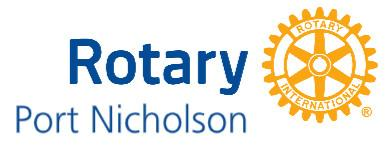 Rotary
Port Nicholson
ROTARY
INTERNATIONAL
®